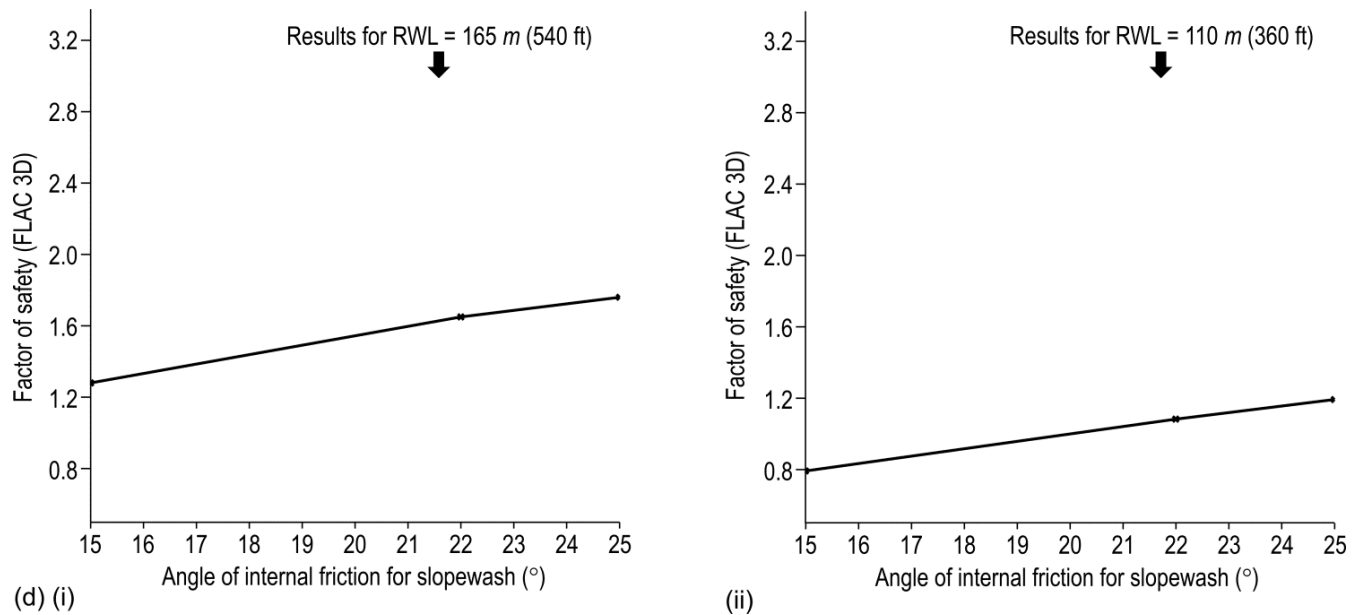 Results for RWL = 165 m (540 ft)
3.2
2.8
2.4
2.0
1.6
1.2
0.8
Factor of safety (FLAC 3D)
15 16 17 18 19 20 21 22 23 24 25
Angle of internal friction for slopewash (°)
(d) (i)
Results for RWL = 110 m (360 ft)
3.2
2.8
2.4
2.0
1.6
1.2
0.8
Factor of safety (FLAC 3D)
15 16 17 18 19 20 21 22 23 24 25
Angle of internal friction for slopewash (°)
(ii)